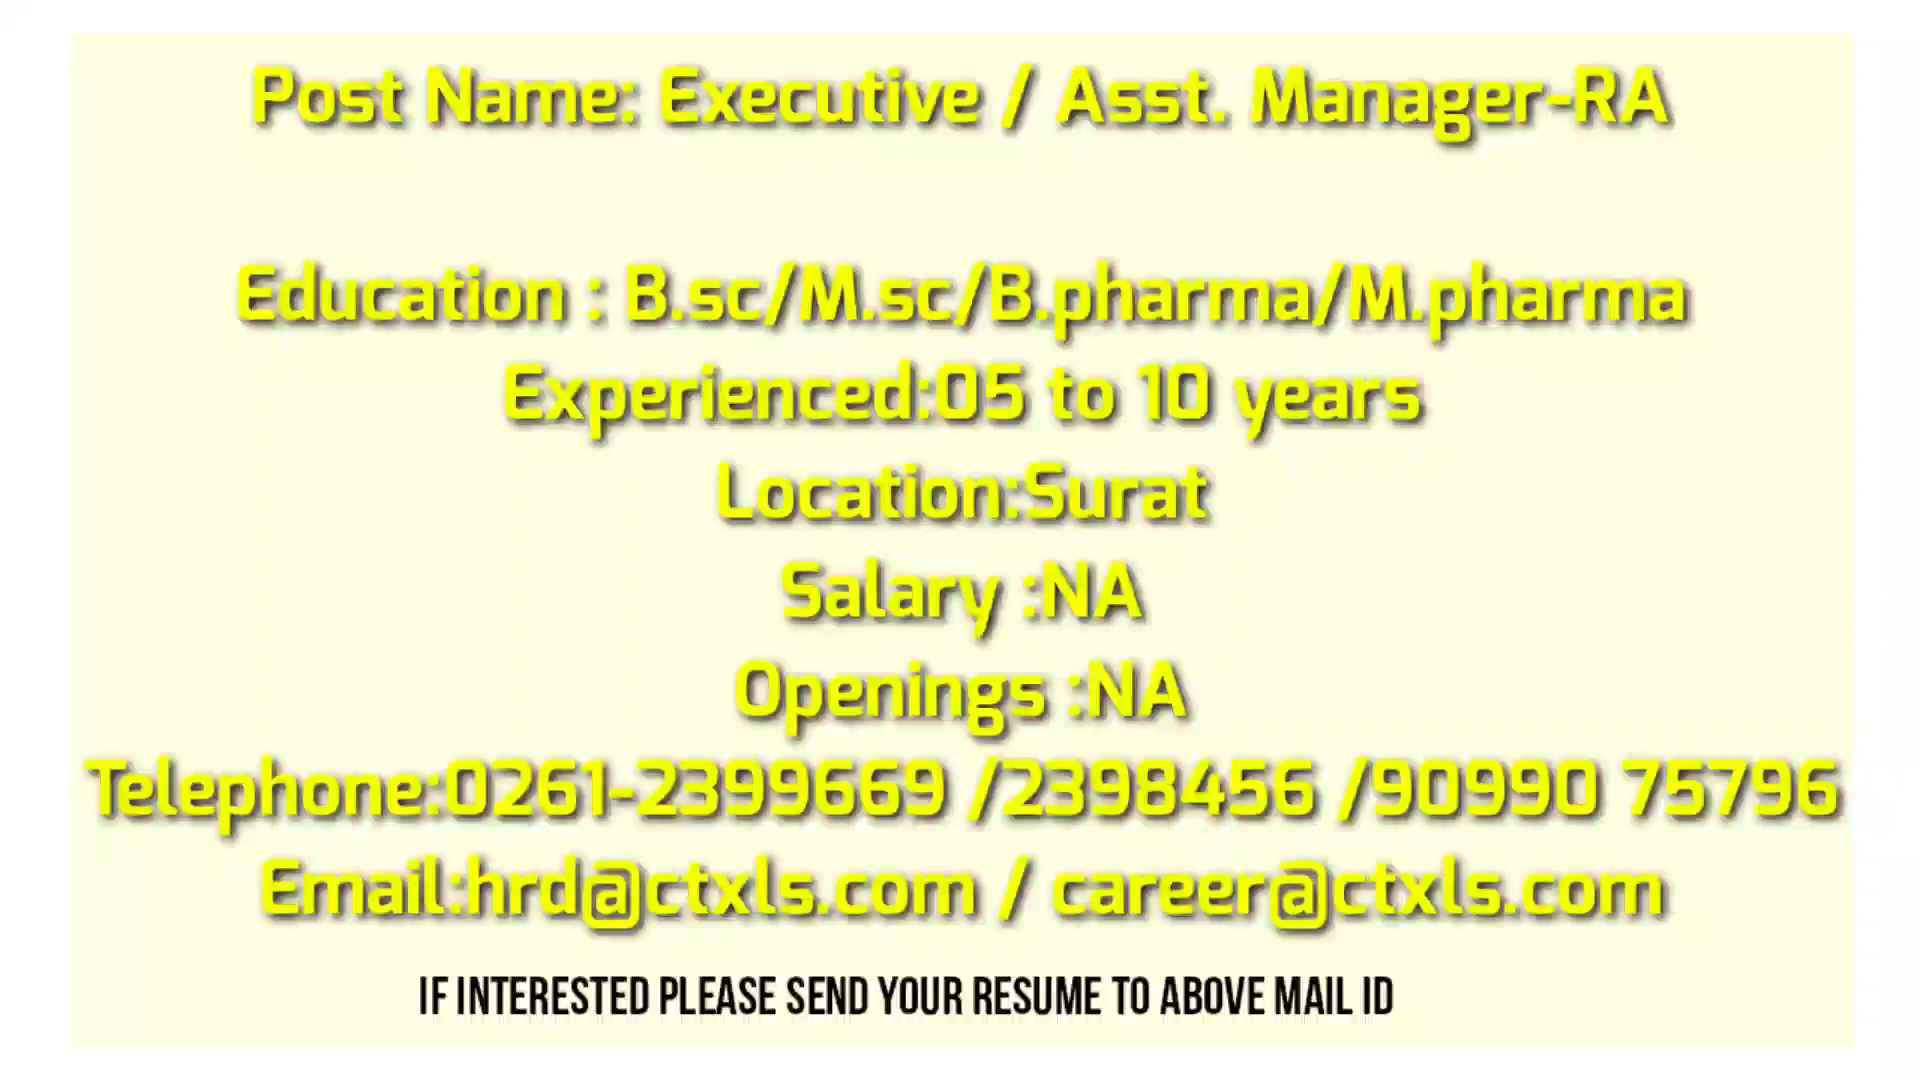 Post Name: Executive / Asst. Manager-RA
Education : B.sc/M.sc/B.pharma/M.pharma
Experienced:05 to 10 years
Location:Surat
Salary :NA
Openings :NA
Telephone:0261-2399669 /2398456 /90990 75796
Email:hrd@ctxls.com / career@ctxls.com
IF INTERESTED PLEASE SEND YOUR RESUME TO ABOVE MAIL ID